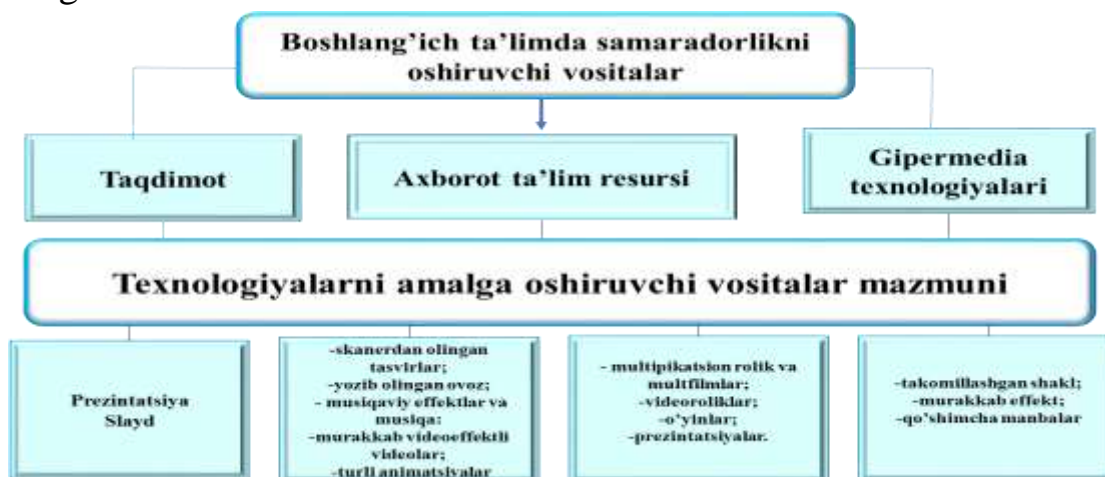 Boshlang'ich ta'limda samaradorlikni
oshiruvchi vositalar
Taqdimot
Axborot ta'lim resursi
Gipermedia
texnologiyalari
Texnologiyalarni amalga oshiruvchi vositalar mazmuni
Prezintatsiya
Slayd
-skanerdan olingan
tasvirlar;
-yozib olingan ovoz;
- musiqaviy effektlar va
musiqa:
-murakkab videoeffektli
videolar;
-turli animatsiyalar
- multipikatsion rolik va
multfilmlar;
-videoroliklar;
-o'yinlar;
-prezintatsiyalar.
-takomillashgan shakl;
-murakkab effekt;
-qo'shimcha manbalar